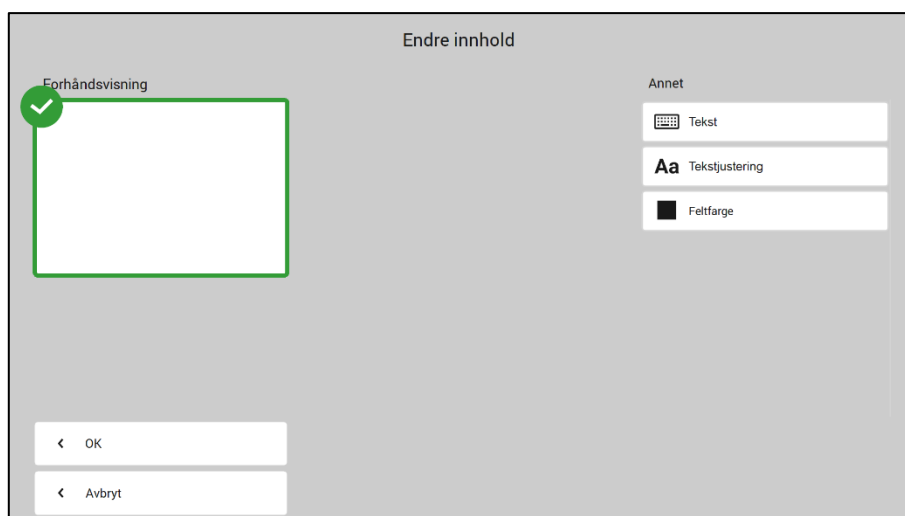 Endre innhold
Forhåndsvisning
Annet
Tekst
Aa Tekstjustering
Feltfarge
OK
Avbryt